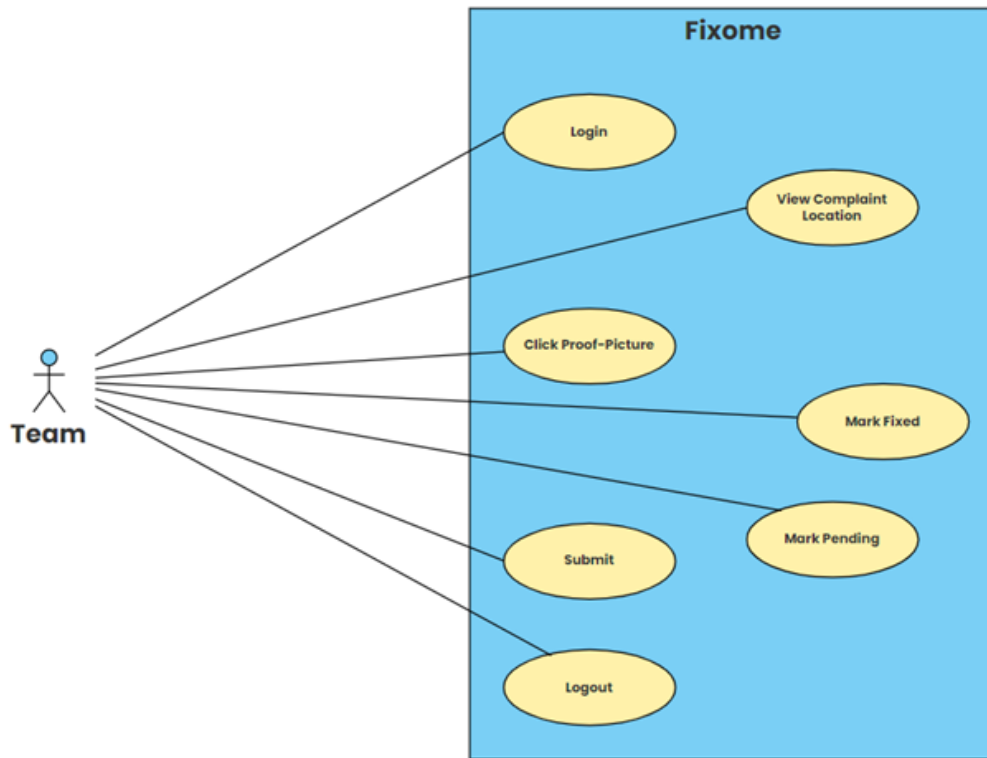 Fixome
Login
View Complaint
Location
Click Proof-Picture
Mark Fixed
Team
Mark Pending
Submit
Logout